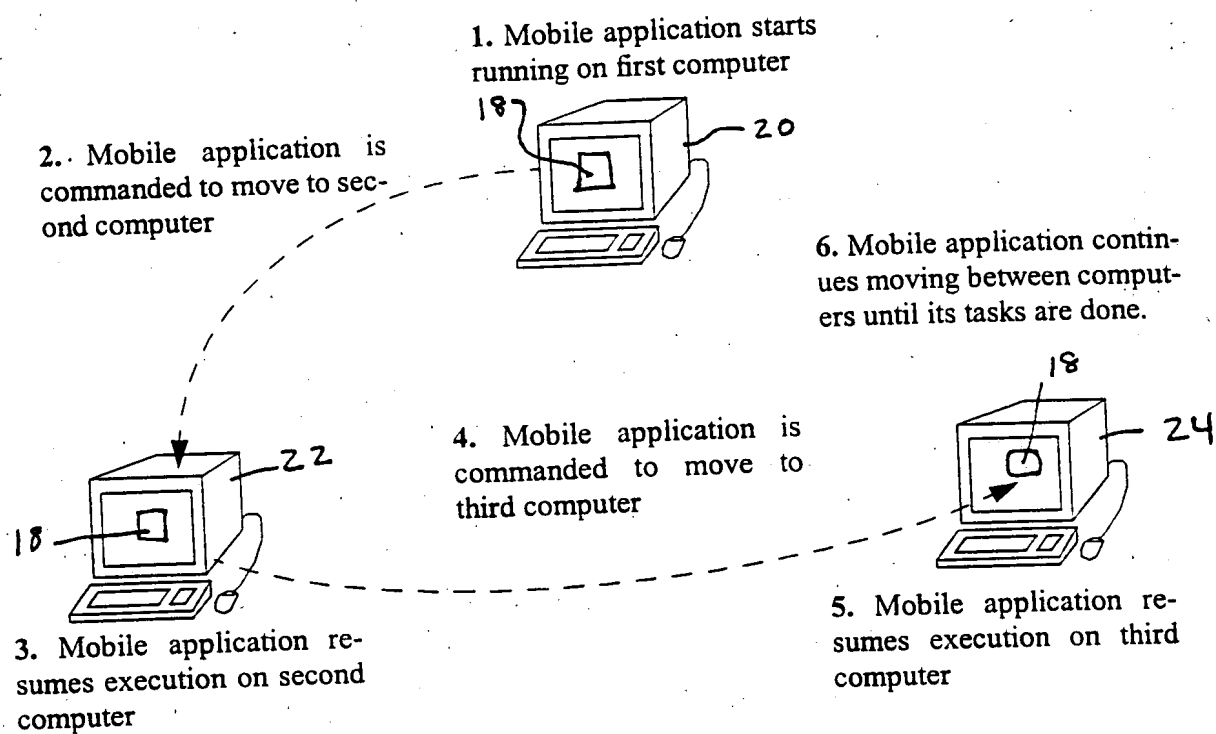 1. Mobile application starts
running on first computer
18
20
2. Mobile application is
commanded to move to sec-
ond computer
6. Mobile application contin-
ues moving between comput-
ers until its tasks are done.
18
24
4. Mobile application is
commanded to move to
third computer
22
18
3. Mobile application re-
sumes execution on second
computer
5. Mobile application re-
sumes execution on third
computer